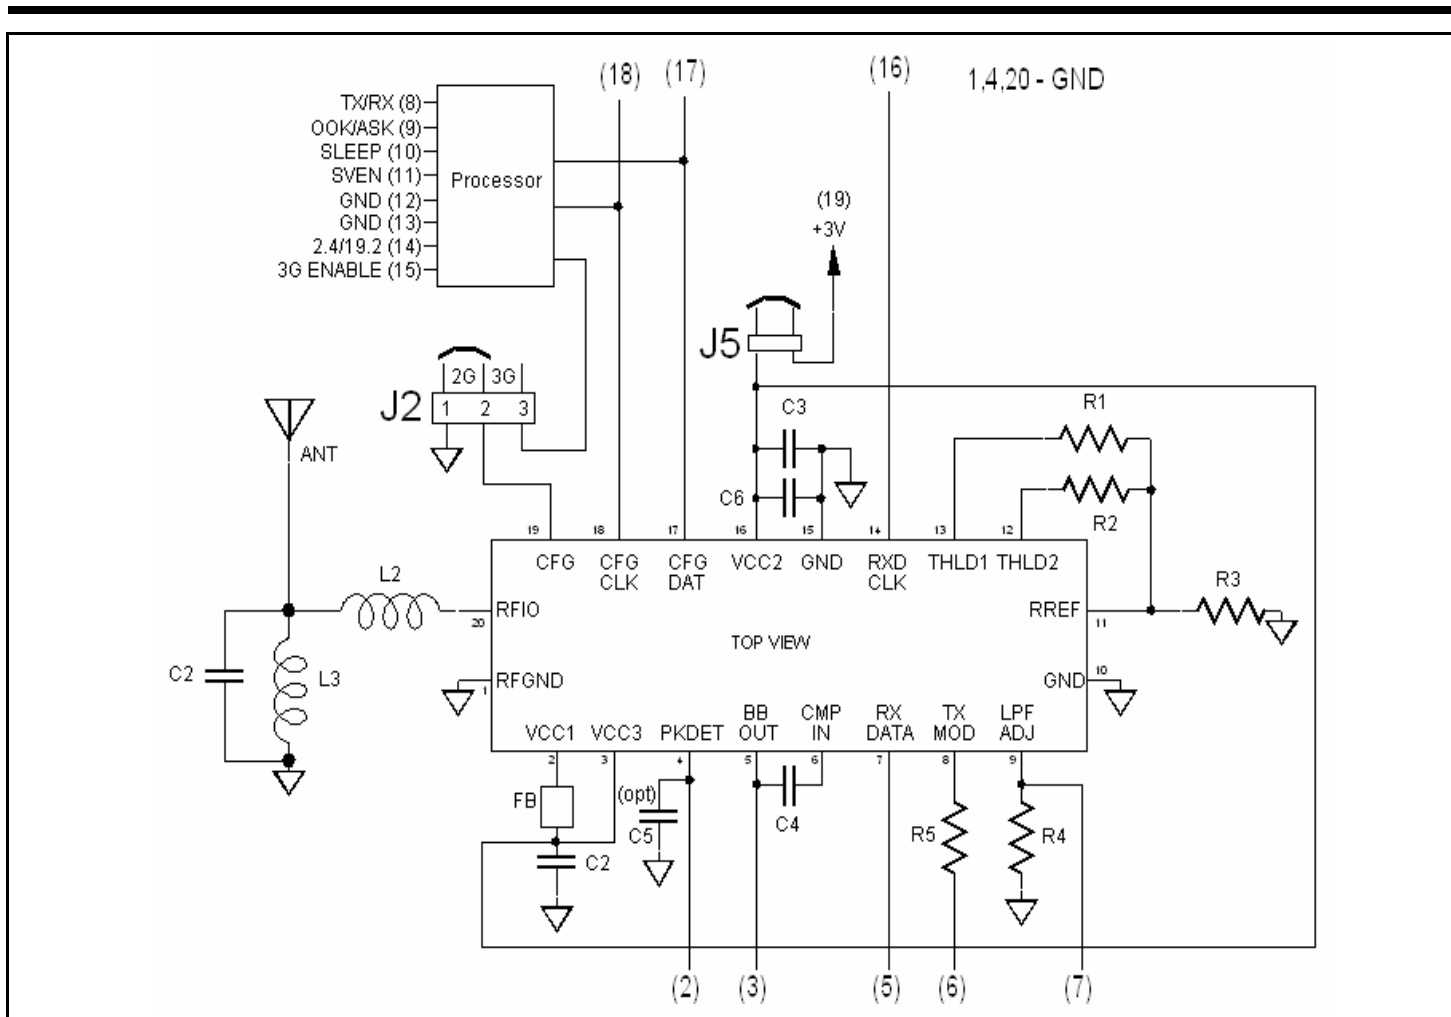 (18) (17) (16) 1,4,20 - GND
TX/RX (8)
OOK/ASK (9)
SLEEP (10)
SVEN (11)
GND (12)
GND (13)
2.4/19.2 (14)
3G ENABLE (15)
Processor
(19)
+3V
J5
2G 3G
J2 1 2 3
ANT
C3
C6
R1
R2
19 18 17 16 15 14 13 12
CFG CFG CLK CFG DAT VCC2 GND RXD CLK THLD1 THLD2
L2
RFIO
20
RREF
11
R3
TOP VIEW
C2
L3
RFGND
1
GND
10
VCC1 VCC3 PKDET BB OUT CMP IN RX DATA TX MOD LPF ADJ
2 3 4 5 6 7 8 9
FB
(opt)
C5
C4
R5
R4
C2
(2) (3) (5) (6) (7)